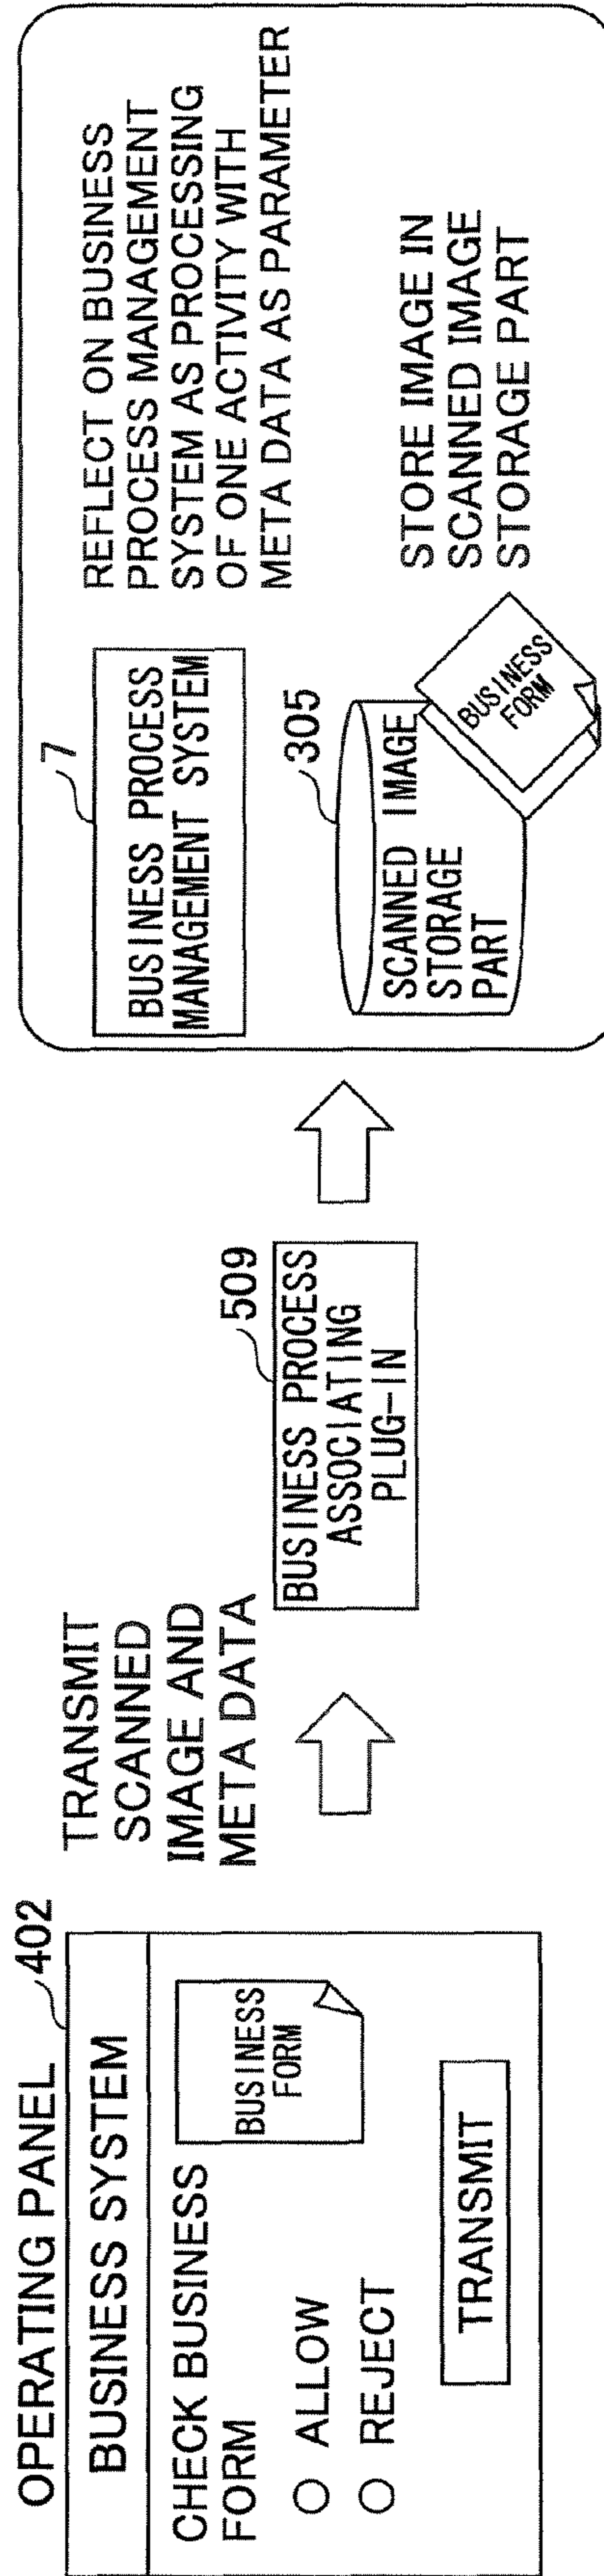 OPERATING PANEL
402
BUSINESS SYSTEM
CHECK BUSINESS
FORM
BUSINESS
FORM
○ ALLOW
○ REJECT
TRANSMIT
TRANSMIT
SCANNED
IMAGE AND
META DATA
509
BUSINESS PROCESS
ASSOCIATING
PLUG-IN
7
BUSINESS PROCESS
MANAGEMENT SYSTEM
REFLECT ON BUSINESS
PROCESS MANAGEMENT
SYSTEM AS PROCESSING
OF ONE ACTIVITY WITH
META DATA AS PARAMETER
305
SCANNED IMAGE
STORAGE
PART
BUSINESS
FORM
STORE IMAGE IN
SCANNED IMAGE
STORAGE PART